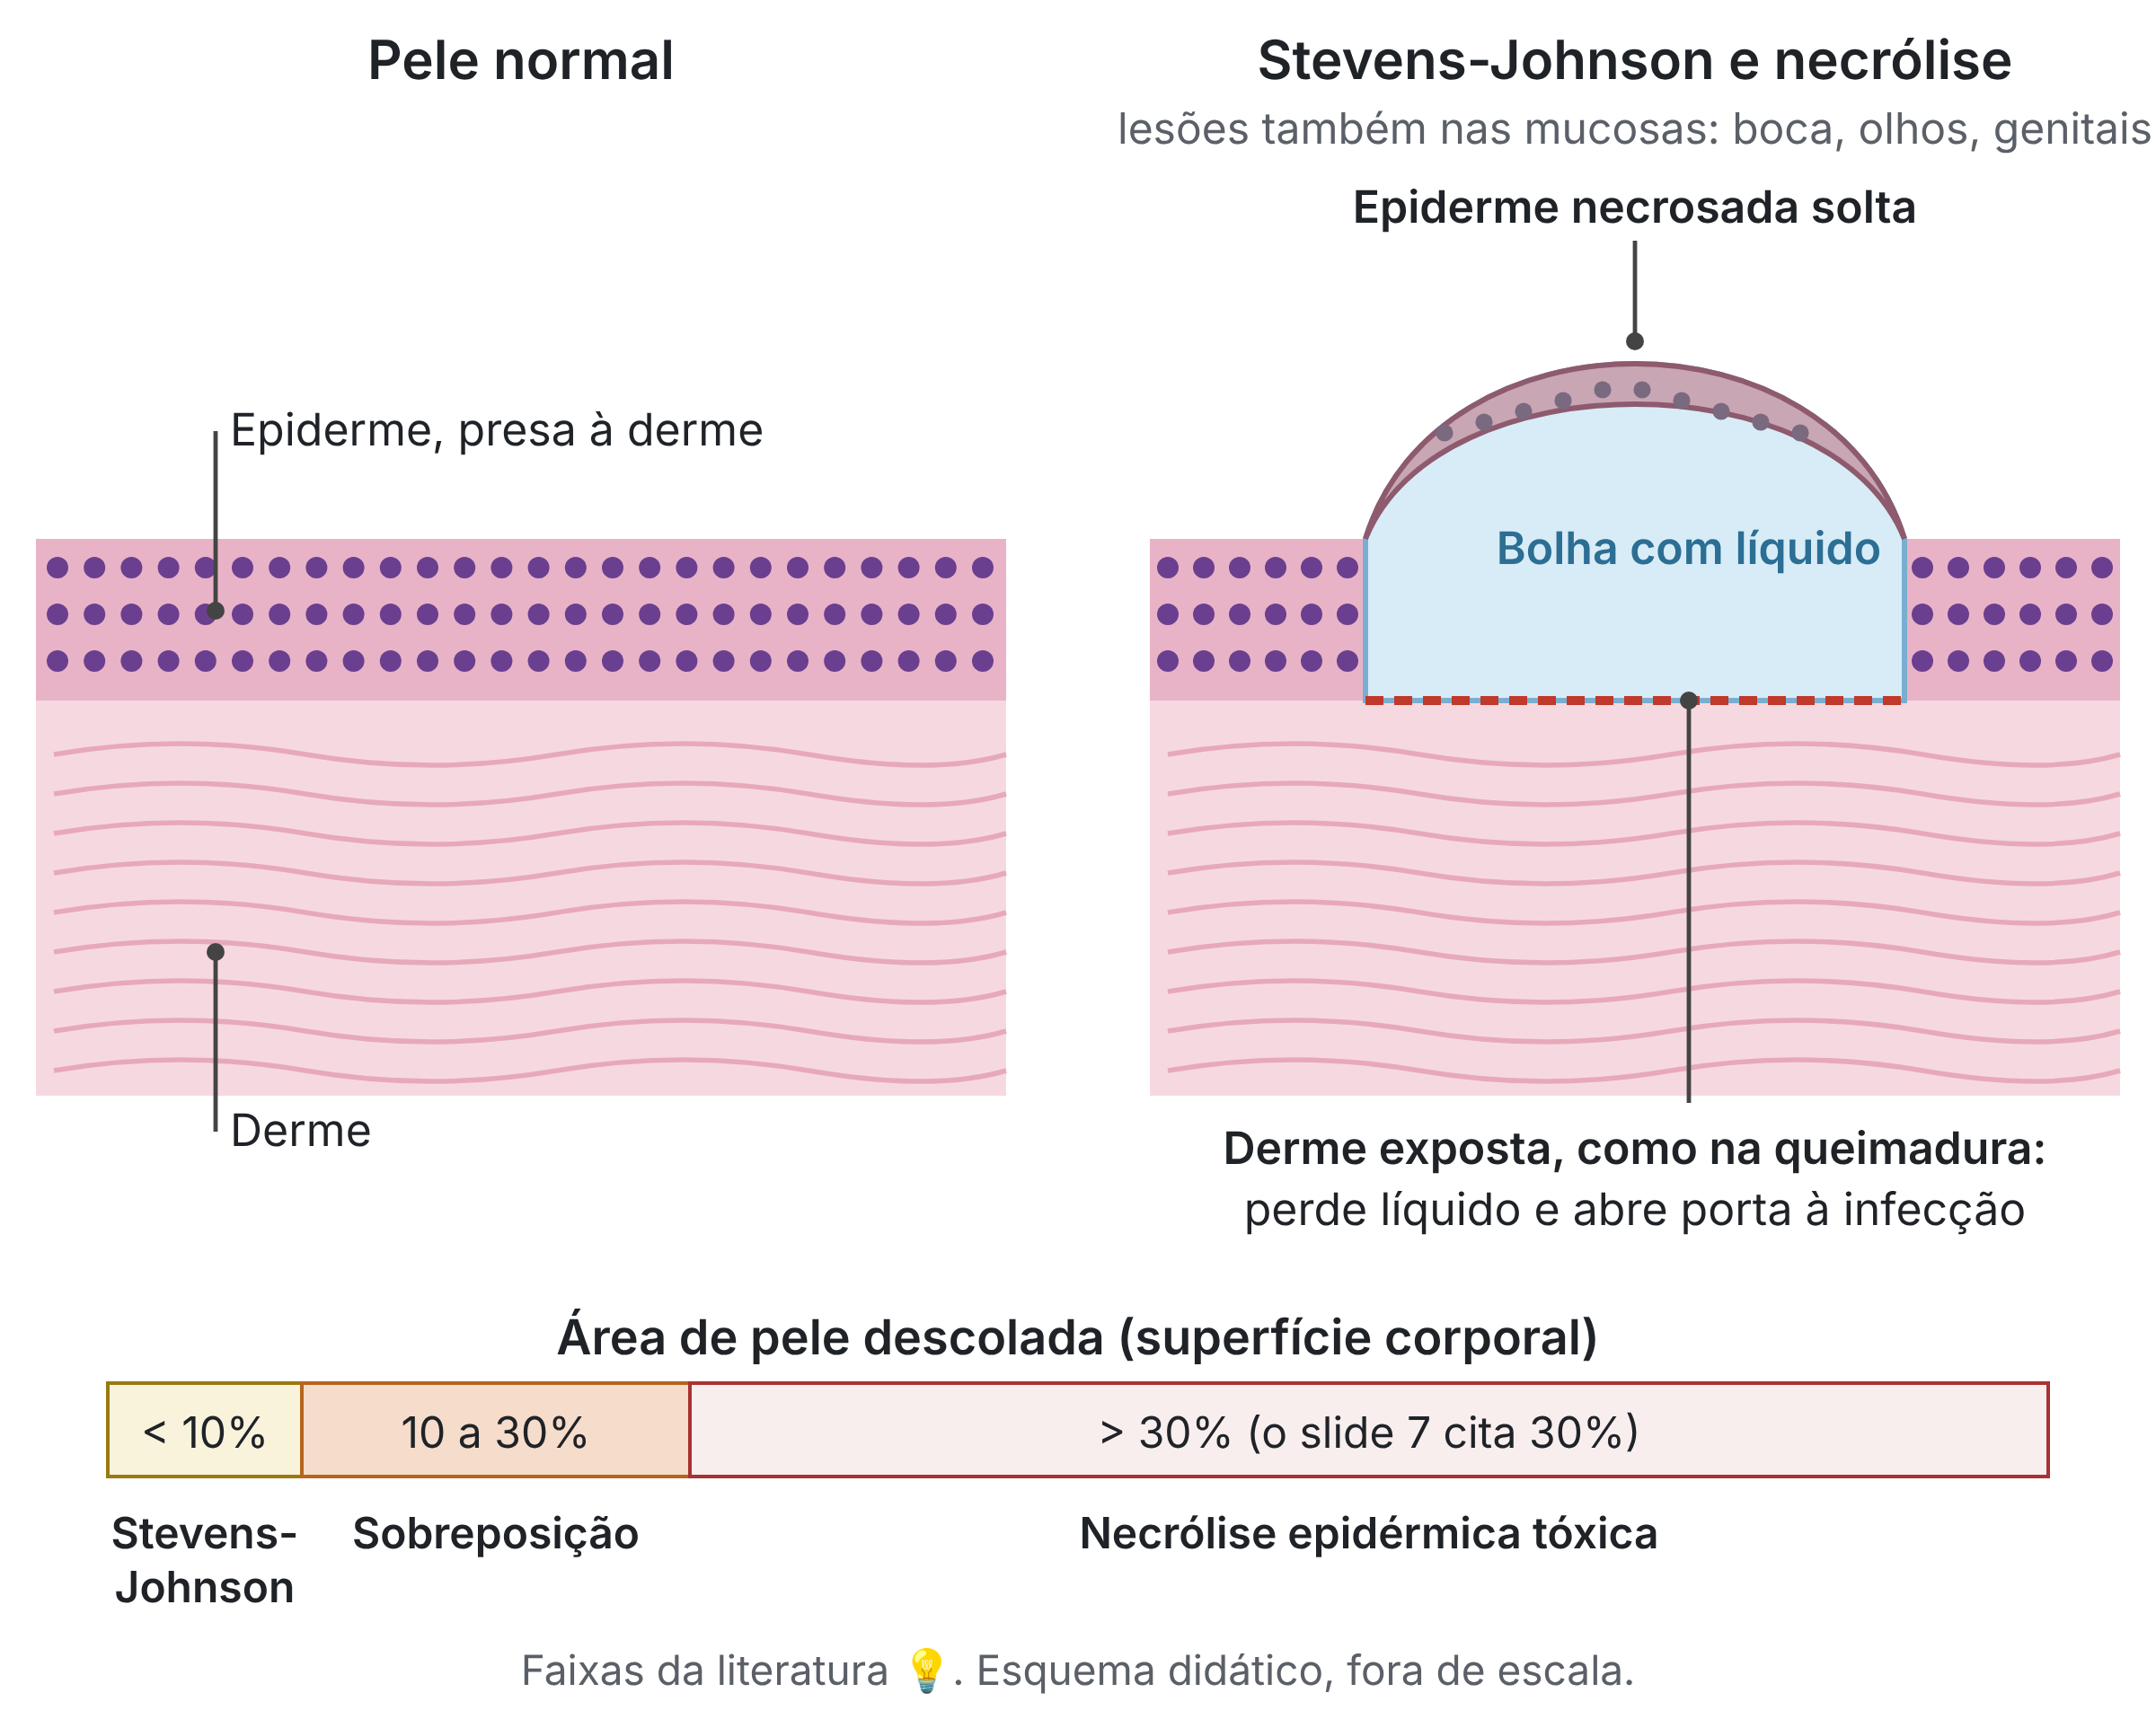 Pele normal
Stevens-Johnson e necrólise
lesões também nas mucosas: boca, olhos, genitais
Epiderme necrosada solta
Epiderme, presa à derme
Bolha com líquido
Derme
Derme exposta, como na queimadura:
perde líquido e abre porta à infecção
Área de pele descolada (superfície corporal)
< 10%
10 a 30%
> 30% (o slide 7 cita 30%)
Stevens-
Johnson
Sobreposição
Necrólise epidérmica tóxica
Faixas da literatura 💡. Esquema didático, fora de escala.